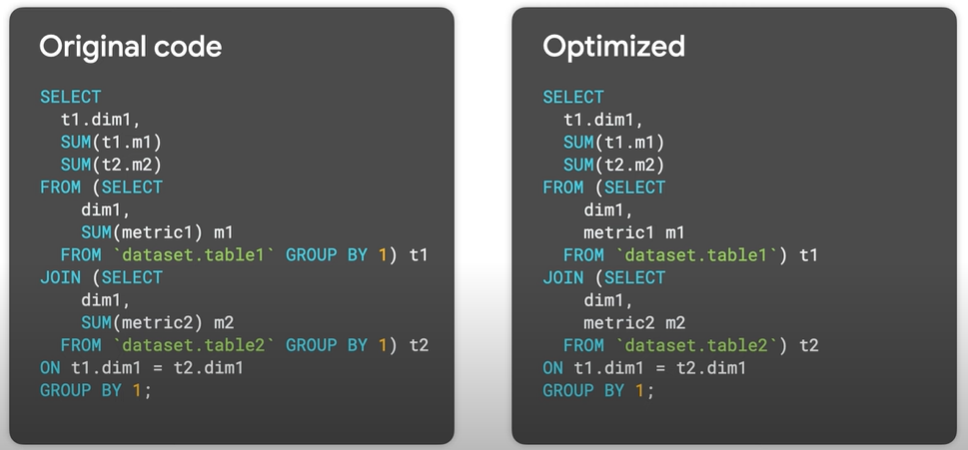 Original code
SELECT
t1.dim1,
SUM(t1.m1)
SUM(t2.m2)
FROM (SELECT
dim1,
SUM(metric1) m1
FROM `dataset.table1` GROUP BY 1) t1
JOIN (SELECT
dim1,
SUM(metric2) m2
FROM `dataset.table2` GROUP BY 1) t2
ON t1.dim1 = t2.dim1
GROUP BY 1;
Optimized
SELECT
t1.dim1,
SUM(t1.m1)
SUM(t2.m2)
FROM (SELECT
dim1,
metric1 m1
FROM `dataset.table1`) t1
JOIN (SELECT
dim1,
metric2 m2
FROM `dataset.table2`) t2
ON t1.dim1 = t2.dim1
GROUP BY 1;